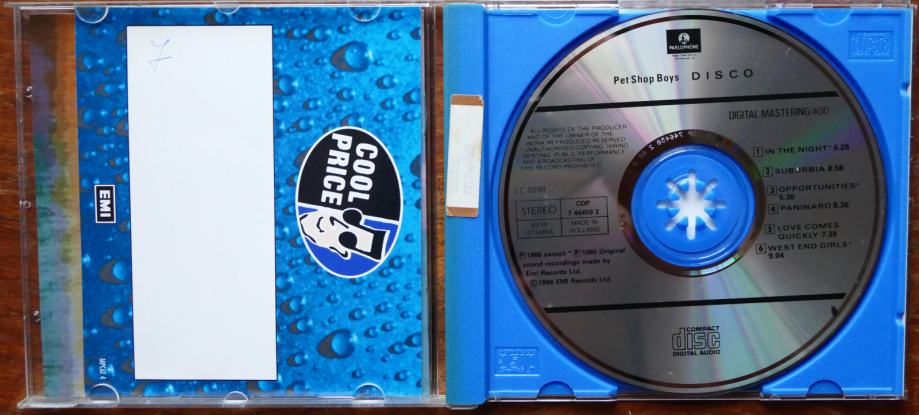 7
COOL
PRICE
EMI
MPCAT 4
PARLOPHONE
Pet Shop Boys DISCO
DIGITAL MASTERING/ADD
ALL RIGHTS OF THE PRODUCER
AND OF THE OWNER OF THE
WORK REPRODUCED RESERVED
UNAUTHORISED COPYING, HIRING
RENTING, PUBLIC PERFORMANCE
AND BROADCASTING OF
THIS RECORD PROHIBITED
LC 0299
STEREO
CDP
7 46450 2
BIEM
STEMRA
MADE IN
HOLLAND
1 IN THE NIGHT* 6.28
2 SUBURBIA 8.56
3 OPPORTUNITIES*
5.30
4 PANINARO 8.36
5 LOVE COMES
QUICKLY 7.38
6 WEST END GIRLS*
9.04
℗1986 except * ℗1985 Original
sound recordings made by
Emi Records Ltd.
©1986 EMI Records Ltd.
COMPACT
disc
DIGITAL AUDIO